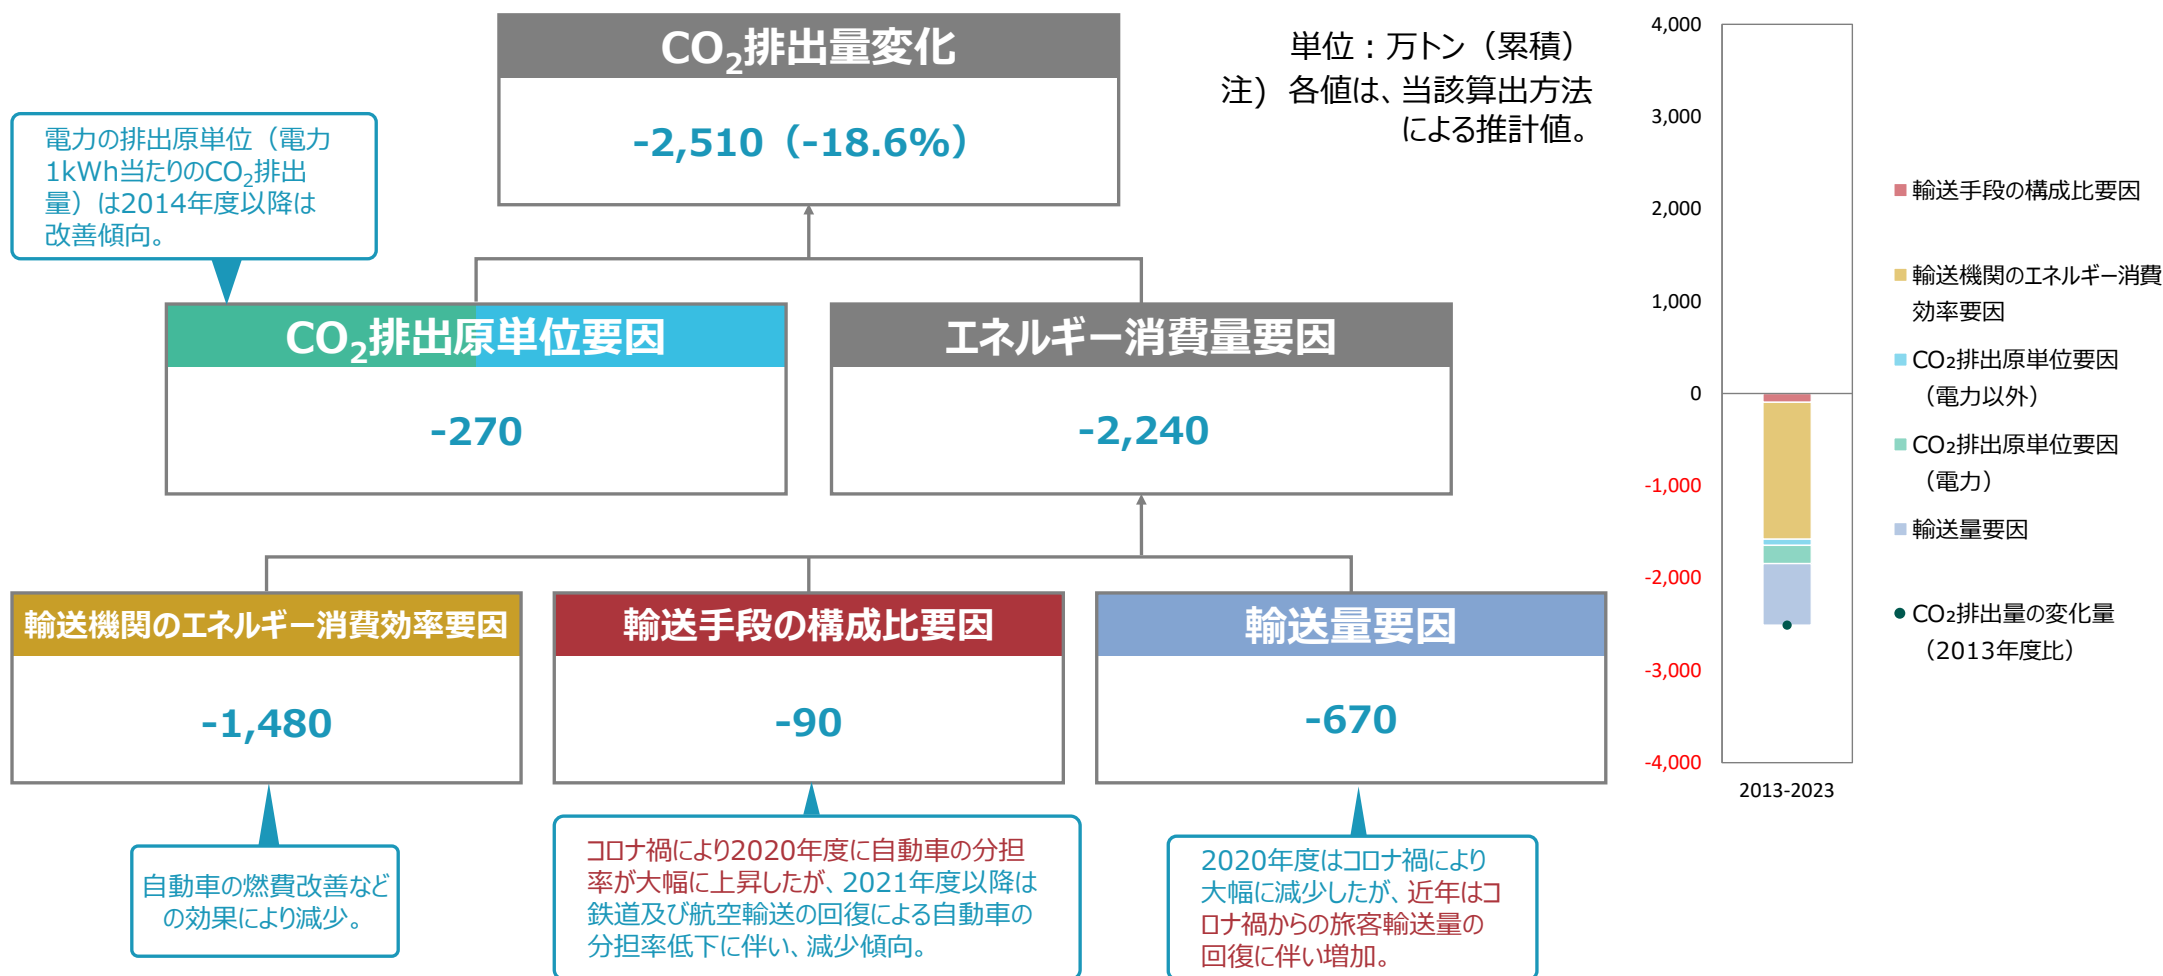 CO₂排出量変化
-2,510（-18.6%）
単位：万トン（累積）
注）各値は、当該算出方法
による推計値。
電力の排出原単位（電力
1kWh当たりのCO₂排出
量）は2014年度以降は
改善傾向。
CO₂排出原単位要因
-270
エネルギー消費量要因
-2,240
輸送機関のエネルギー消費効率要因
-1,480
輸送手段の構成比要因
-90
輸送量要因
-670
自動車の燃費改善など
の効果により減少。
コロナ禍により2020年度に自動車の分担
率が大幅に上昇したが、2021年度以降は
鉄道及び航空輸送の回復による自動車の
分担率低下に伴い、減少傾向。
2020年度はコロナ禍により
大幅に減少したが、近年はコ
ロナ禍からの旅客輸送量の
回復に伴い増加。
4,000
3,000
2,000
1,000
0
-1,000
-2,000
-3,000
-4,000
2013-2023
輸送手段の構成比要因
輸送機関のエネルギー消費
効率要因
CO₂排出原単位要因
（電力以外）
CO₂排出原単位要因
（電力）
輸送量要因
CO₂排出量の変化量
（2013年度比）